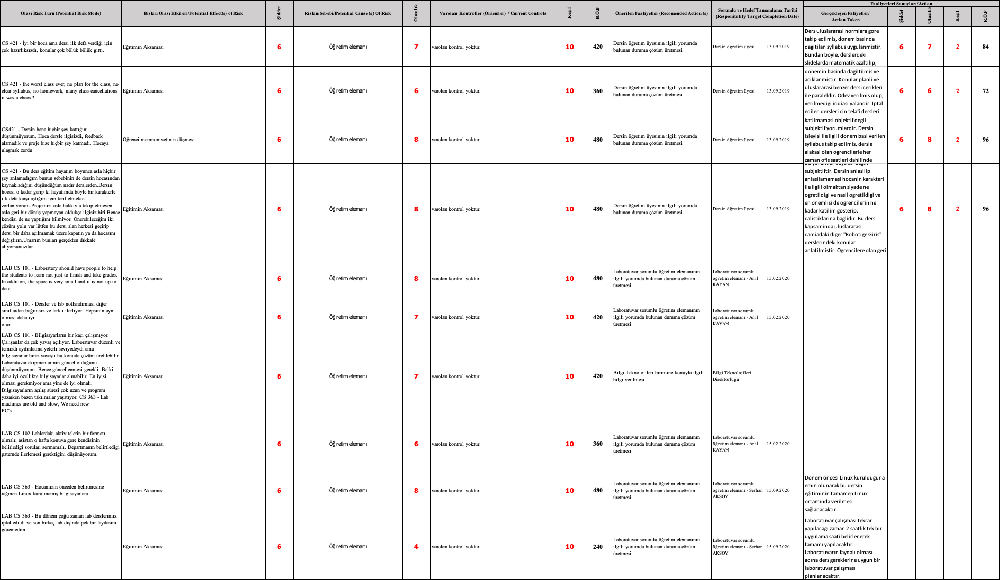 Olası Risk Türü (Potential Risk Mode)
Riskin Olası Etkileri/Potential Effect(s) of Risk
Şiddet
Riskin Sebebi/Potential Cause (s) Of Risk
Olasılık
Varolan Kontroller (Önlemler) / Current Controls
Keşif
R.Ö.F
Önerilen Faaliyetler (Recomended Action (s)
Sorumlu ve Hedef Tamamlama Tarihi
(Responibility Target Completion Date)
Faaliyetleri Sonuçları/Action
Gerçekleşen Faliyetler/
Action Taken
Şiddet
Olasılık
Keşif
R.Ö.F
CS 421 - İyi bir hoca ama dersi ilk defa verdiği için
çok hazırlıksızdı, konular çok bölük bölük gitti.
Eğitimin Aksaması
6
Öğretim elemanı
7
varolan kontrol yoktur.
10
420
Dersin öğretim üyesinin ilgili yorumda
bulunan duruma çözüm üretmesi
Dersin öğretim üyesi 13.09.2019
Ders uluslararasi normlara gore
takip edilmis, donem basinda
dagitilan syllabus uygulanmistir.
Bundan boyle, derslerdeki
slidelarda matematik azaltilip,
6
7
2
84
CS 421 - the worst class ever, no plan for the class, no
clear syllabus, no homework, many class cancellations
it was a chaos!!
Eğitimin Aksaması
6
Öğretim elemanı
6
varolan kontrol yoktur.
10
360
Dersin öğretim üyesinin ilgili yorumda
bulunan duruma çözüm üretmesi
Dersin öğretim üyesi 13.09.2019
donemin basinda dagiltilmis ve
aciklanmistir. Konular planli ve
uluslararasi benzer ders icerikleri
ile paraleldir. Odev verilmis olup,
verilmedigi iddiasi yalandir. Iptal
edilen dersler icin telafi dersleri
6
6
2
72
CS421 - Dersin bana hiçbir şey kattığını
düşünmüyorum. Hoca dersle ilgisizdi, feedback
alamadık ve proje bize hiçbir şey katmadı. Hocaya
ulaşmak zordu
Öğrenci memnuniyetinin düşmesi
6
Öğretim elemanı
8
varolan kontrol yoktur.
10
480
Dersin öğretim üyesinin ilgili yorumda
bulunan duruma çözüm üretmesi
Dersin öğretim üyesi 13.09.2019
katilmamasi objektif degil
subjektif yorumlardir. Dersin
isleyisi ile ilgili donem basi verilen
syllabus takip edilmis, dersle
alakasi olan ogrencilerle her
zaman ofis saatleri dahilinde
6
8
2
96
CS 421 - Bu ders eğitim hayatım boyunca asla hiçbir
şey anlamadığım bunun sebebinin de dersin hocasından
kaynakladığını düşündüğüm nadir derslerden.Dersin
hocası o kadar garip ki hayatımda böyle bir karakterle
ilk defa karşılaştığım için tarif etmekte
zorlanıyorum.Projemizi asla hakkıyla takip etmeyen
asla geri bir dönüş yapmayan oldukça ilgisiz biri.Bence
kendisi de ne yaptığını bilmiyor. Önerebileceğim iki
çözüm yolu var lütfen bu dersi alan herkesi geçirip
dersi bir daha açılmamak üzere kapatın ya da hocasını
değiştirin.Umarım bunları gerçekten dikkate
alıyorsunuzdur.
Eğitimin Aksaması
6
Öğretim elemanı
8
varolan kontrol yoktur.
10
480
Dersin öğretim üyesinin ilgili yorumda
bulunan duruma çözüm üretmesi
Dersin öğretim üyesi 13.09.2019
subjektiftir. Dersin anlasilip
anlasilamamasi hocanin karakteri
ile ilgili olmaktan ziyade ne
ogretildigi ve nasil ogretildigi ve
en onemlisi de ogrencilerin ne
kadar katilim gosterip,
calistiklarina baglidir. Bu ders
kapsaminda uluslararasi
camiadaki diger "Robotige Giris"
derslerindeki konular
anlatilmistir. Ogrencilere olan geri
6
8
2
96
LAB CS 101 - Laboratory should have people to help
the students to learn not just to finish and take grades.
In addition, the space is very small and it is not up to
date.
Eğitimin Aksaması
6
Öğretim elemanı
8
varolan kontrol yoktur.
10
480
Laboratuvar sorumlu öğretim elemanının
ilgili yorumda bulunan duruma çözüm
üretmesi
Laboratuvar sorumlu
öğretim elemanı - Anıl 15.02.2020
KAYAN
LAB CS 101 - Dersler ve lab notlandırması diğer
sınıflardan bağımsız ve farklı ilerliyor. Hepsinin aynı
olması daha iyi
olur.
Eğitimin Aksaması
6
Öğretim elemanı
7
varolan kontrol yoktur.
10
420
Laboratuvar sorumlu öğretim elemanının
ilgili yorumda bulunan duruma çözüm
üretmesi
Laboratuvar sorumlu
öğretim elemanı - Anıl 15.02.2020
KAYAN
LAB CS 101 - Bilgisayarların bir kaçı çalışmıyor.
Çalışanlar da çok yavaş açılıyor. Laboratuvar düzenli ve
temizdi aydınlatma yeterli seviyedeydi ama
bilgisayarlar biraz yavaştı bu konuda çözüm üretilebilir.
Laboratuvar ekipmanlarının güncel olduğunu
düşünmüyorum. Bence güncellenmesi gerekli. Belki
daha iyi özellikte bilgisayarlar alınabilir. En iyisi
olması gerekmiyor ama yine de iyi olmalı.
Bilgisayarların açılış süresi çok uzun ve program
yazarken bazen takılmalar yaşatıyor. CS 363 - Lab
machines are old and slow, We need new
PC's
Eğitimin Aksaması
6
Öğretim elemanı
7
varolan kontrol yoktur.
10
420
Bilgi Teknolojileri birimine konuyla ilgili
bilgi verilmesi
Bilgi Teknolojileri
Direktörlüğü
LAB CS 102 Lablardaki aktivitelerin bir formatı
olmalı; asistan o hafta konuya gore kendisinin
belirledigi soruları sormamalı. Departmanın belirtledigi
paternde ilerlemesi gerektiğini düşünüyorum.
Eğitimin Aksaması
6
Öğretim elemanı
6
varolan kontrol yoktur.
10
360
Laboratuvar sorumlu öğretim elemanının
ilgili yorumda bulunan duruma çözüm
üretmesi
Laboratuvar sorumlu
öğretim elemanı - Anıl 15.02.2020
KAYAN
LAB CS 363 - Hocamızın önceden belirtmesine
rağmen Linux kurulmamış bilgisayarlara
Eğitimin Aksaması
6
Öğretim elemanı
8
varolan kontrol yoktur.
10
480
Laboratuvar sorumlu öğretim elemanının
ilgili yorumda bulunan duruma çözüm
üretmesi
Laboratuvar sorumlu
öğretim elemanı - Serhan 15.09.2020
AKSOY
Dönem öncesi Linux kurulduğuna
emin olunarak bu dersin
eğitiminin tamamen Linux
ortamında verilmesi
sağlanacaktır.
LAB CS 363 - Bu dönem çoğu zaman lab derslerimiz
iptal edildi ve son birkaç lab dışında pek bir faydasını
göremedim.
Eğitimin Aksaması
6
Öğretim elemanı
4
varolan kontrol yoktur.
10
240
Laboratuvar sorumlu öğretim elemanının
ilgili yorumda bulunan duruma çözüm
üretmesi
Laboratuvar sorumlu
öğretim elemanı - Serhan 15.09.2020
AKSOY
Laboratuvar çalışması tekrar
yapılacağı zaman 2 saatlik tek bir
uygulama saati belirlenerek
tamamı yapılacaktır.
Laboratuvarın faydalı olması
adına ders gereklerine uygun bir
laboratuvar çalışması
planlanacaktır.